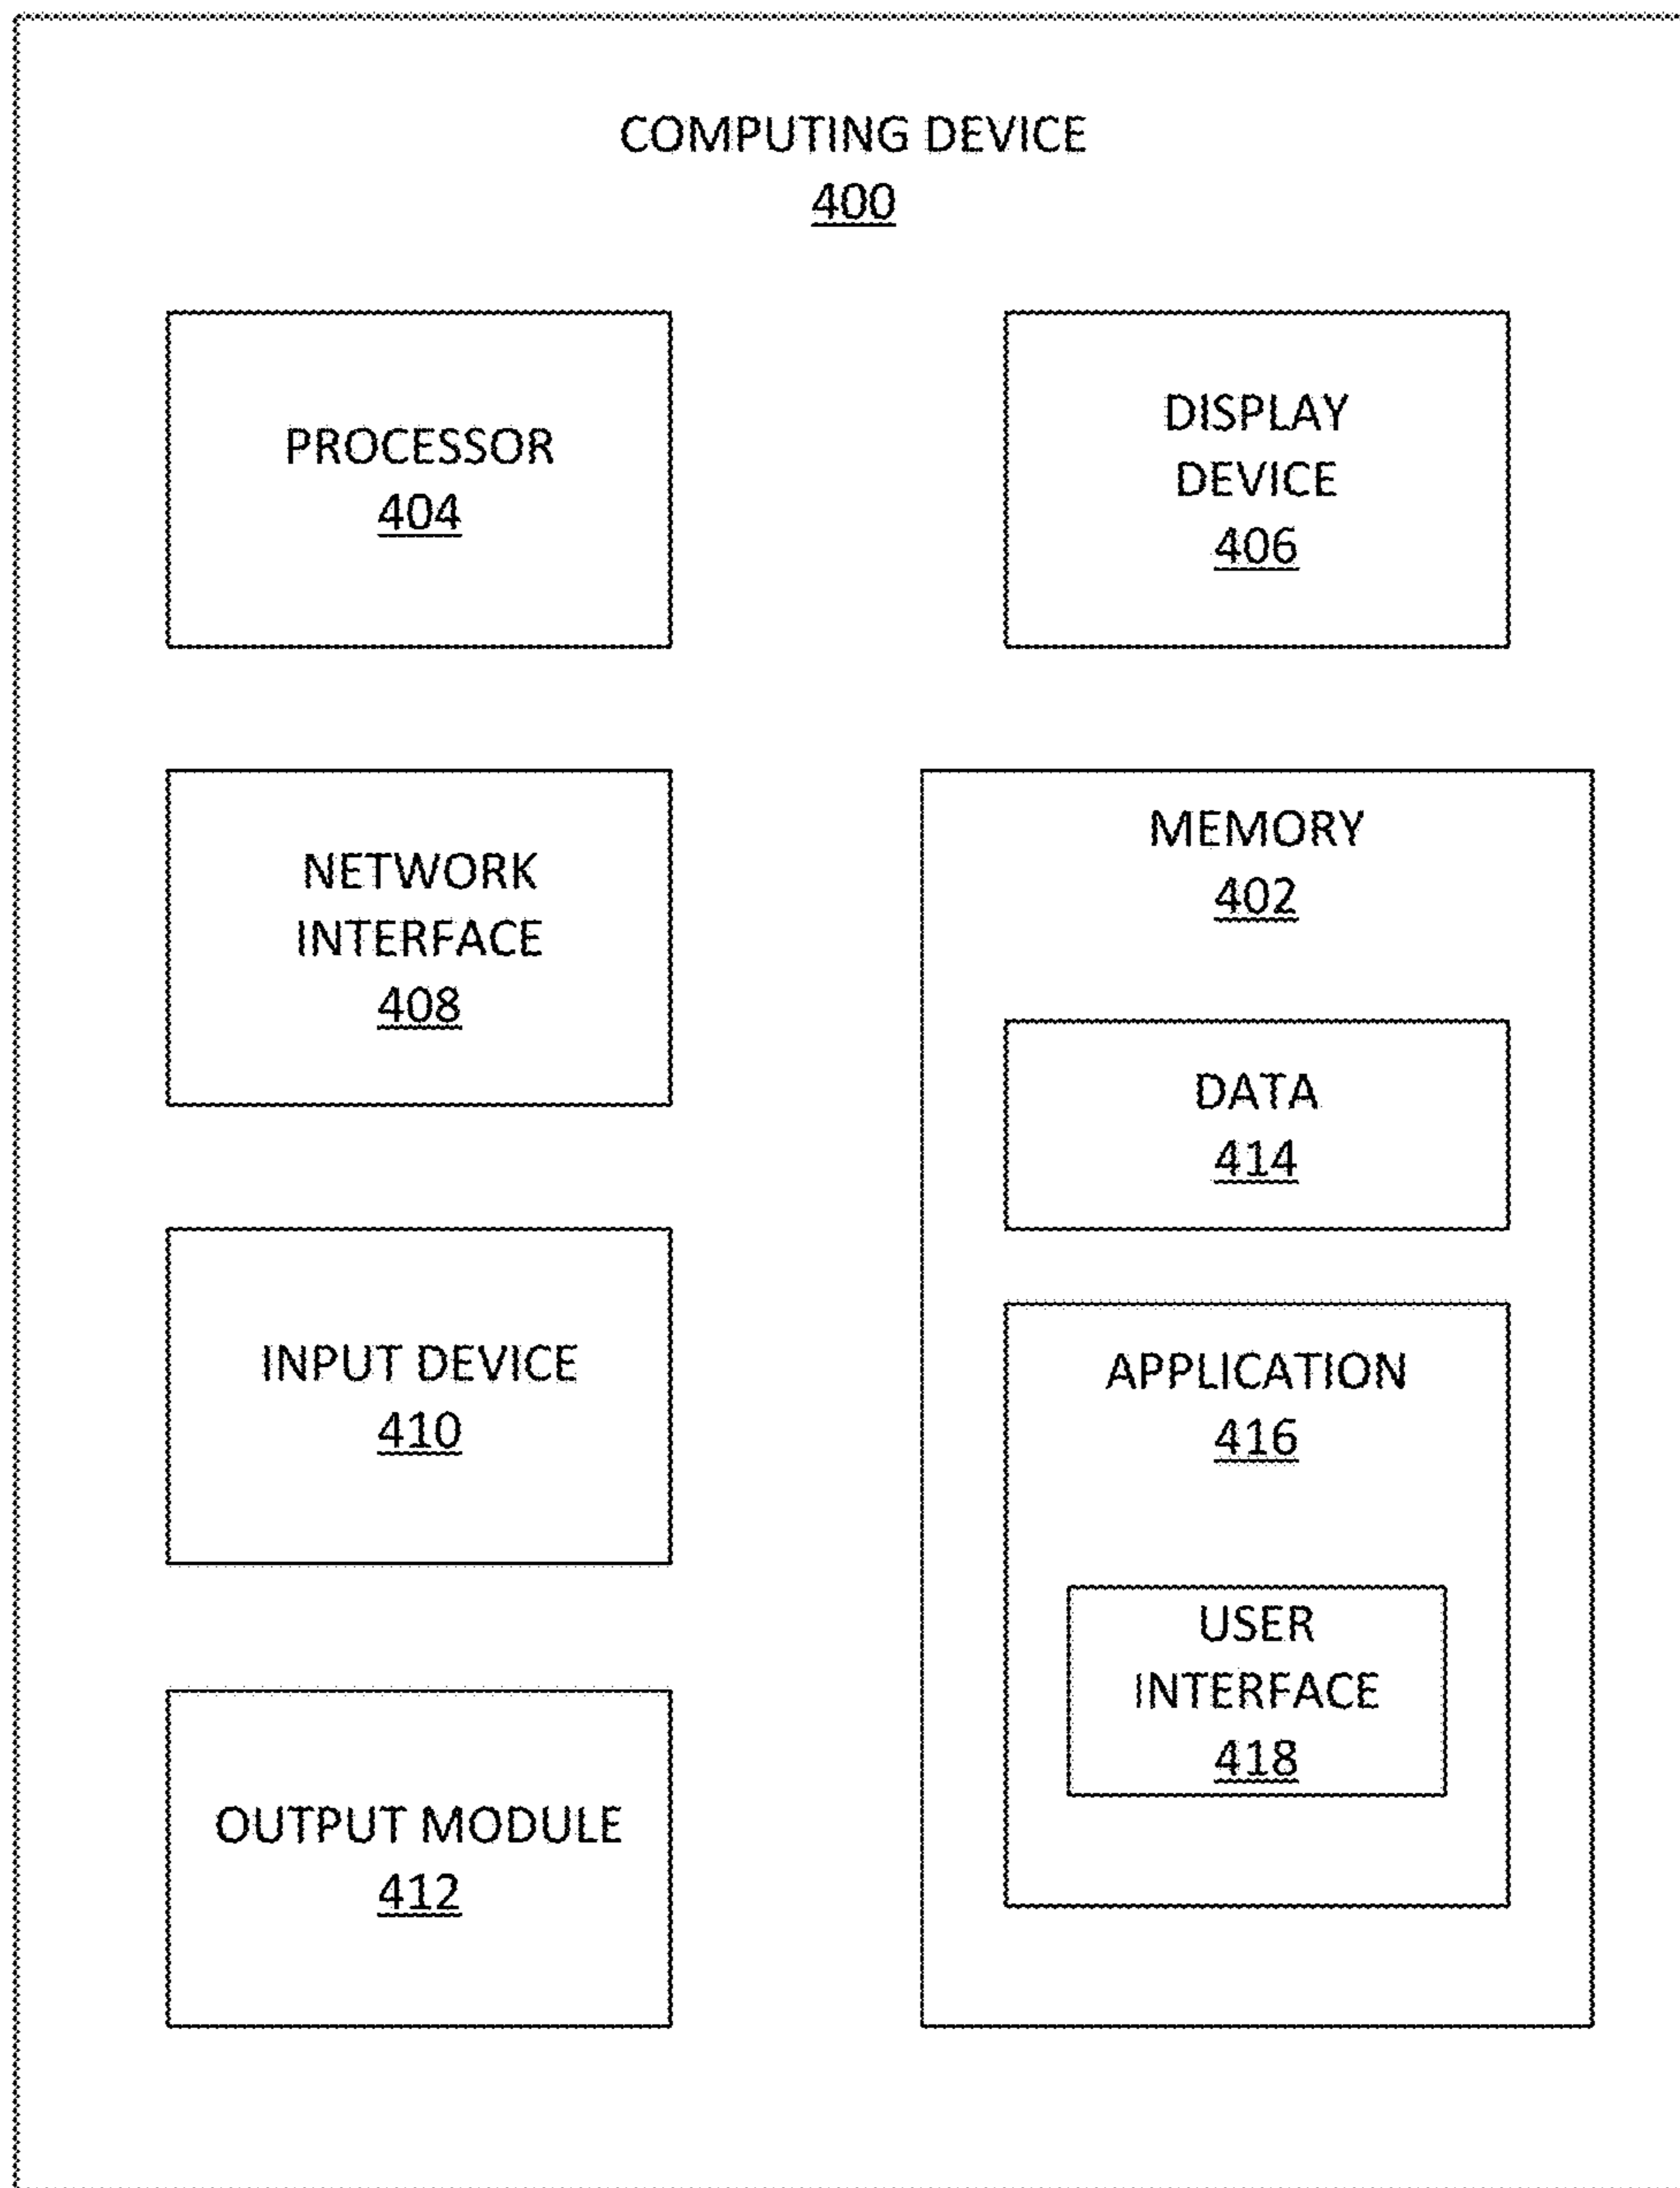 COMPUTING DEVICE
400
PROCESSOR
404
DISPLAY
DEVICE
406
NETWORK
INTERFACE
408
MEMORY
402
DATA
414
INPUT DEVICE
410
APPLICATION
416
USER
INTERFACE
418
OUTPUT MODULE
412